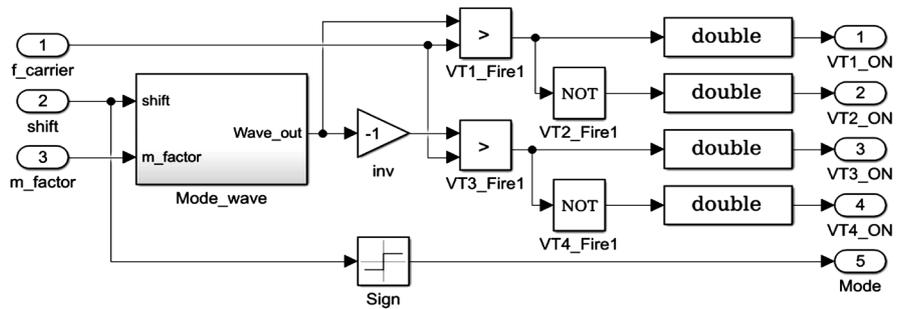 1
f_carrier
2
shift
3
m_factor
shift
m_factor
Wave_out
Mode_wave
-1
inv
>
VT1_Fire1
NOT
VT2_Fire1
>
VT3_Fire1
NOT
VT4_Fire1
Sign
double
double
double
double
1
VT1_ON
2
VT2_ON
3
VT3_ON
4
VT4_ON
5
Mode